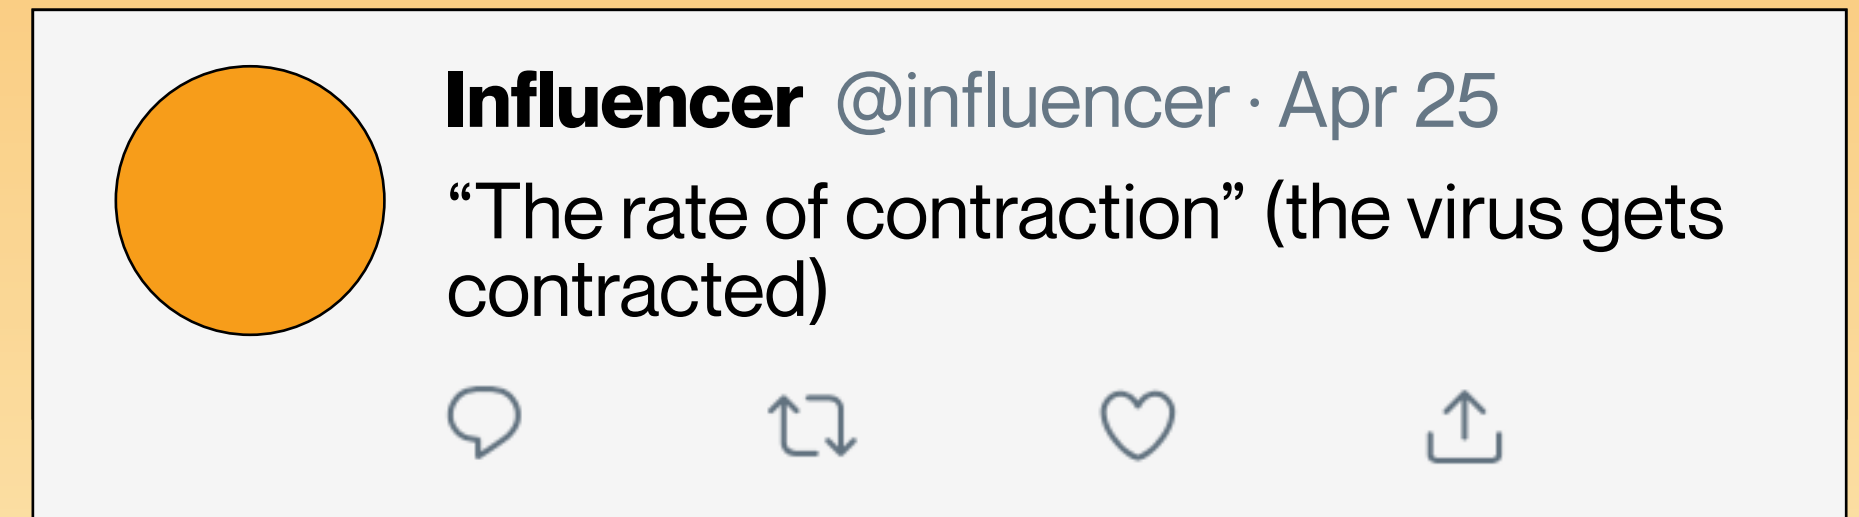 Influencer @influencer · Apr 25
“The rate of contraction” (the virus gets
contracted)